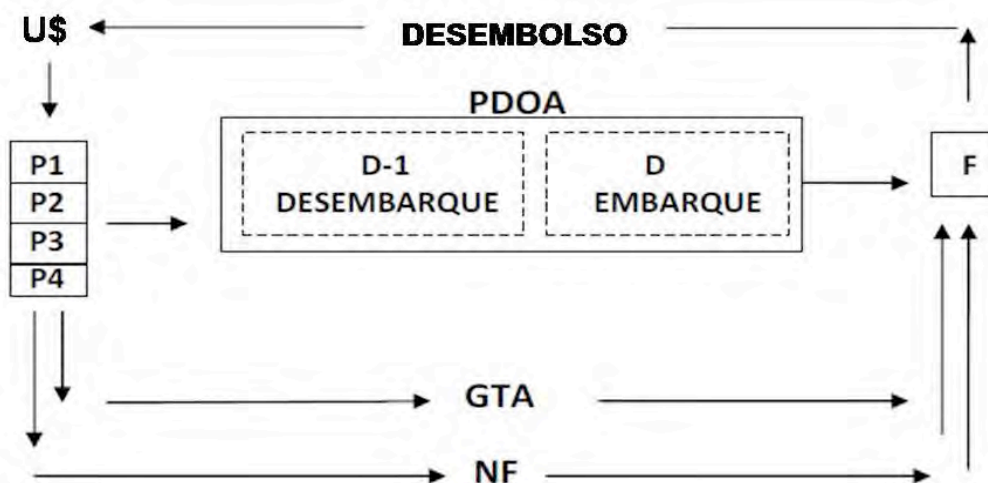 U$
DESEMBOLSO
PDOA
P1
P2
P3
P4
D-1
DESEMBARQUE
D
EMBARQUE
F
GTA
NF